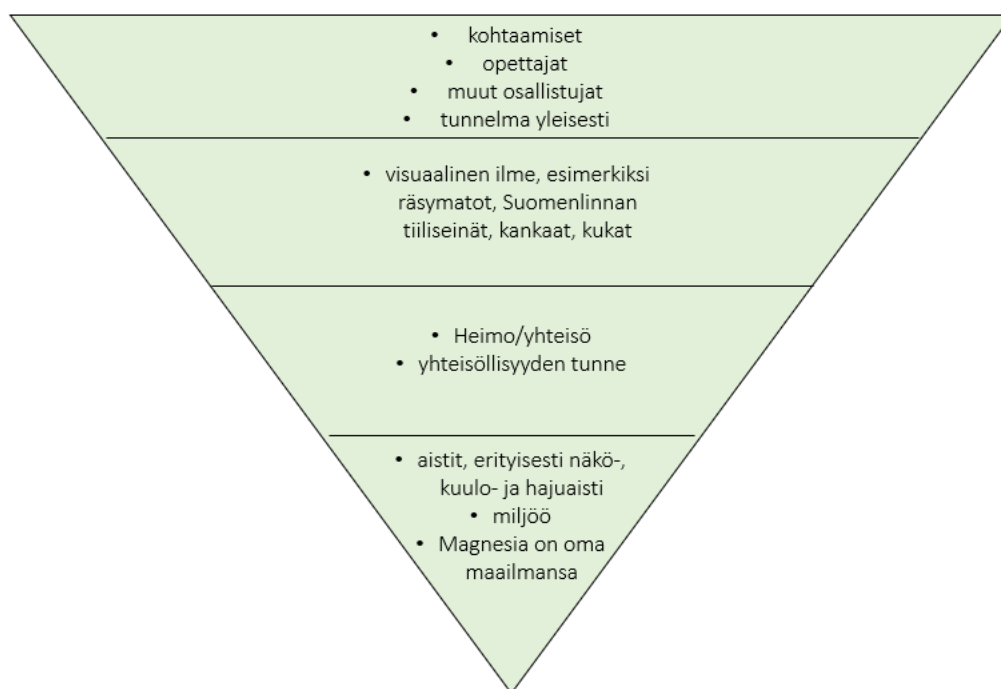 • kohtaamiset
• opettajat
• muut osallistujat
• tunnelma yleisesti
• visuaalinen ilme, esimerkiksi
räsymatot, Suomenlinnan
tiiliseinät, kankaat, kukat
• Heimo/yhteisö
• yhteisöllisyyden tunne
• aistit, erityisesti näkö-,
kuulo- ja hajuaisti
• miljöö
• Magnesia on oma
maailmansa